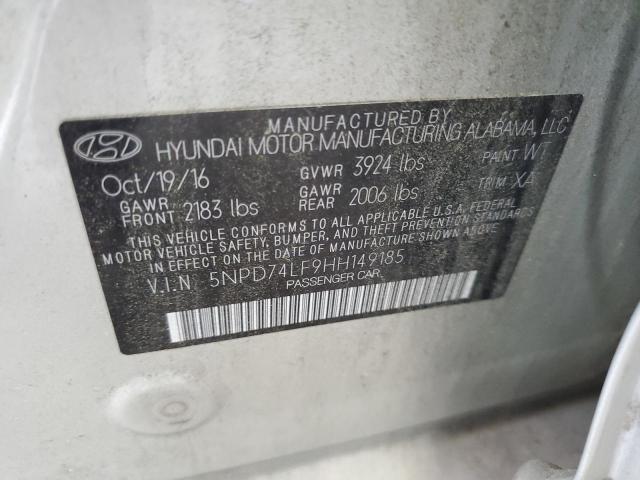 MANUFACTURED BY
HYUNDAI MOTOR MANUFACTURING ALABAMA, LLC
Oct/19/16 GVWR 3924 lbs PAINT WT
GAWR FRONT 2183 lbs GAWR REAR 2006 lbs TRIM XA
THIS VEHICLE CONFORMS TO ALL APPLICABLE U.S.A. FEDERAL
MOTOR VEHICLE SAFETY, BUMPER, AND THEFT PREVENTION STANDARDS
IN EFFECT ON THE DATE OF MANUFACTURE SHOWN ABOVE.
V.I.N 5NPD74LF9HH149185
PASSENGER CAR